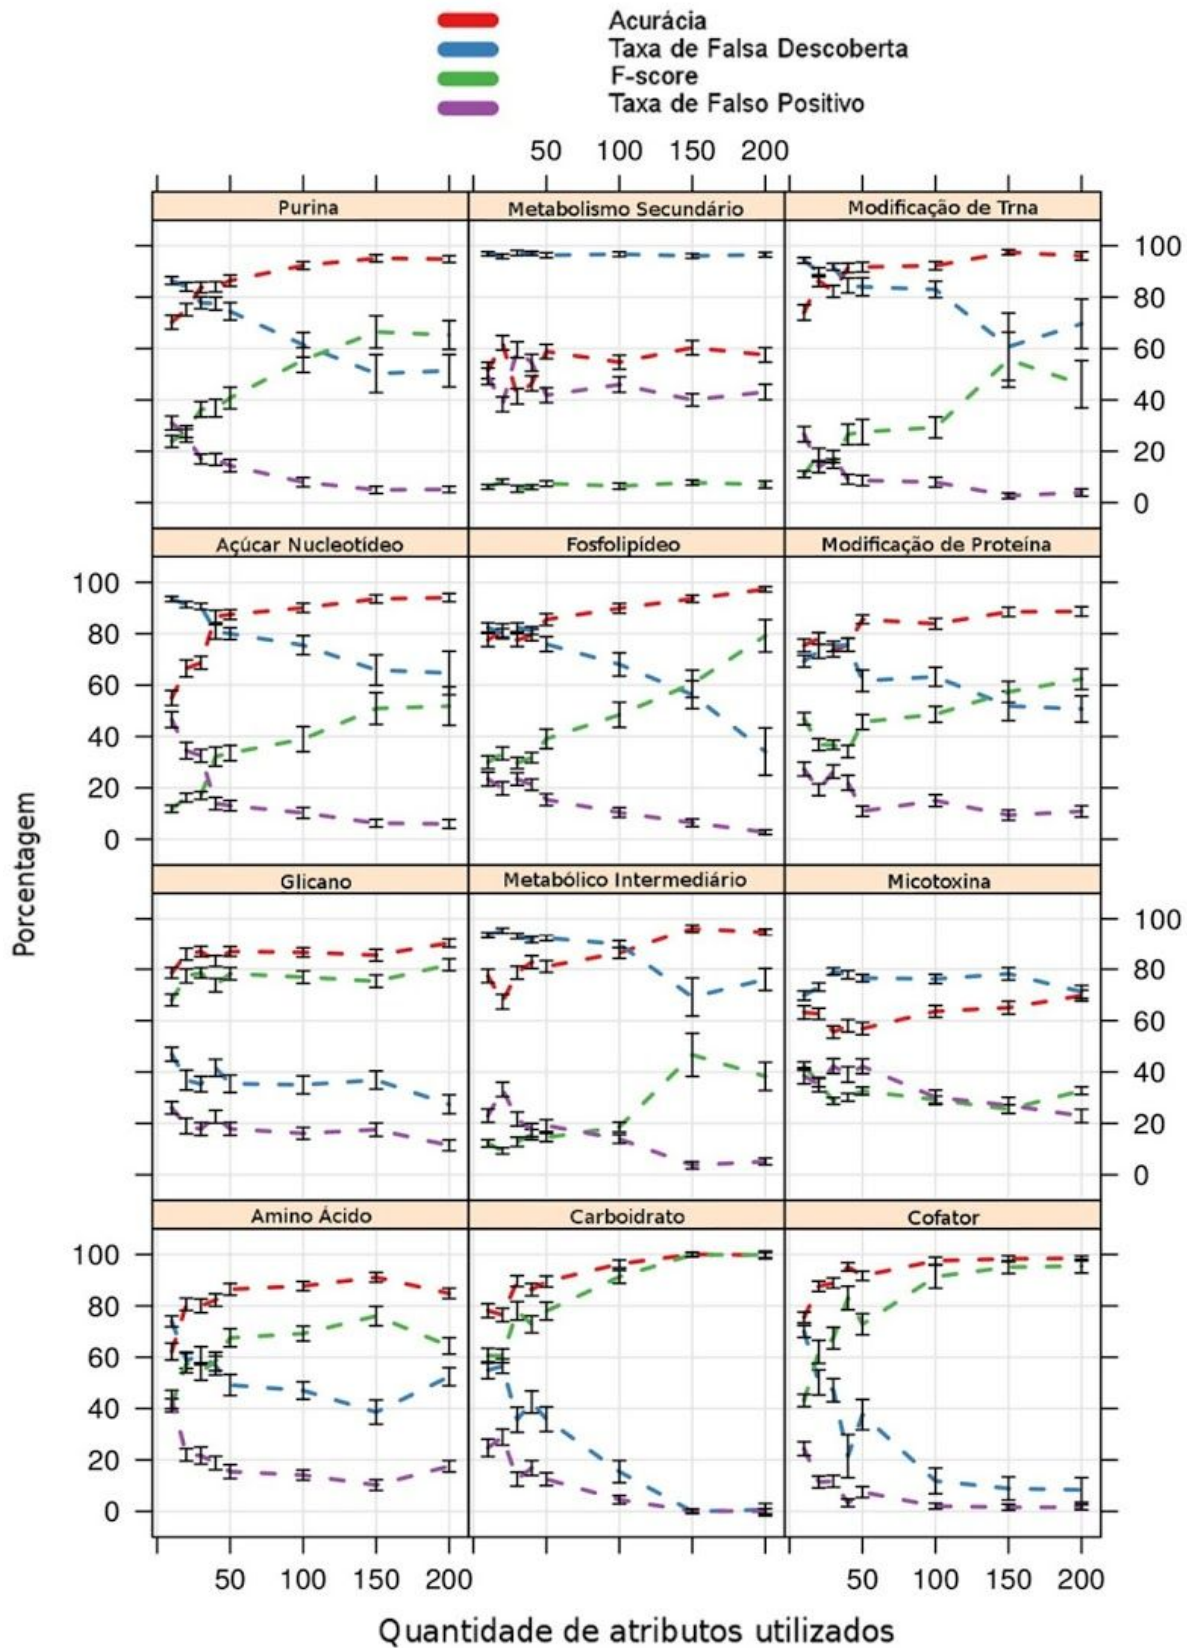 Acurácia
Taxa de Falsa Descoberta
F-score
Taxa de Falso Positivo
50 100 150 200
Purina Metabolismo Secundário Modificação de Trna
100
80
60
40
20
0
Açúcar Nucleotídeo Fosfolipídeo Modificação de Proteína
100
80
60
40
20
0
Porcentagem
Glicano Metabólico Intermediário Micotoxina
100
80
60
40
20
0
Amino Ácido Carboidrato Cofator
100
80
60
40
20
0
50 100 150 200 50 100 150 200
Quantidade de atributos utilizados